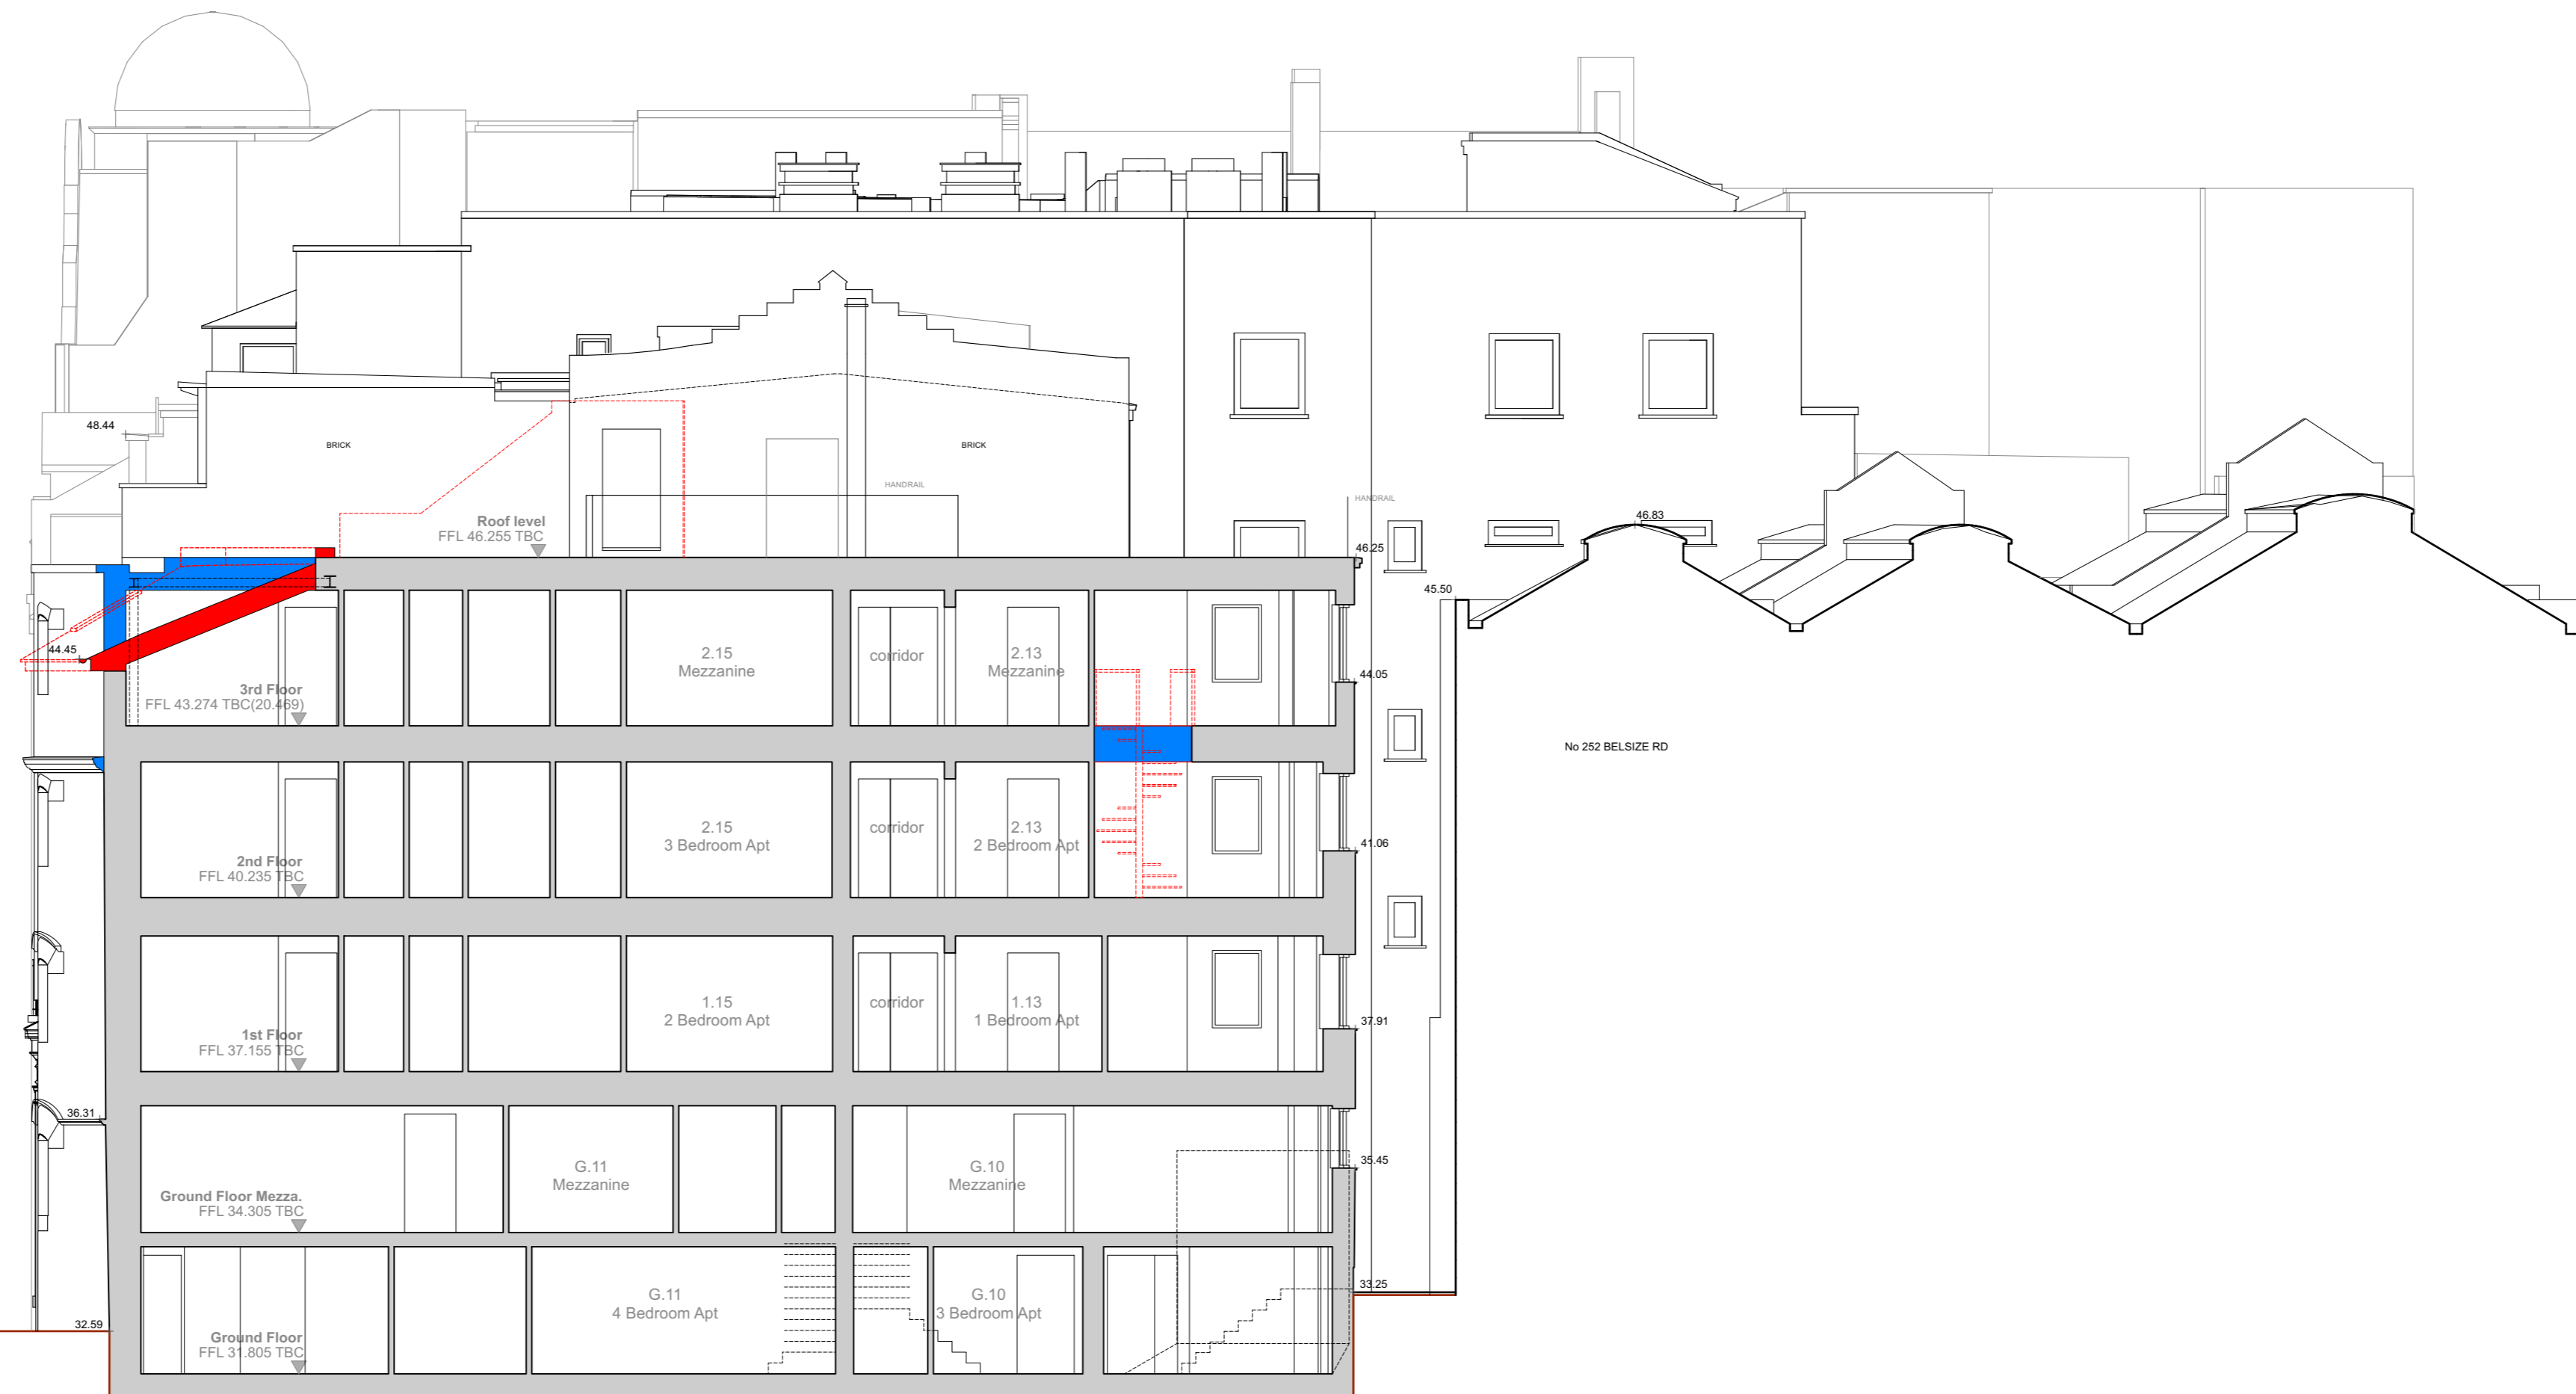 48.44
BRICK
BRICK
HANDRAIL
HANDRAIL
Roof level
FFL 46.255 TBC
46.83
46.25
45.50
44.45
2.15
Mezzanine
corridor
2.13
Mezzanine
44.05
3rd Floor
FFL 43.274 TBC(20.469)
No 252 BELSIZE RD
2.15
3 Bedroom Apt
corridor
2.13
2 Bedroom Apt
41.06
2nd Floor
FFL 40.235 TBC
1.15
2 Bedroom Apt
corridor
1.13
1 Bedroom Apt
37.91
1st Floor
FFL 37.155 TBC
36.31
G.11
Mezzanine
G.10
Mezzanine
35.45
Ground Floor Mezza.
FFL 34.305 TBC
33.25
G.11
4 Bedroom Apt
G.10
3 Bedroom Apt
32.59
Ground Floor
FFL 31.805 TBC